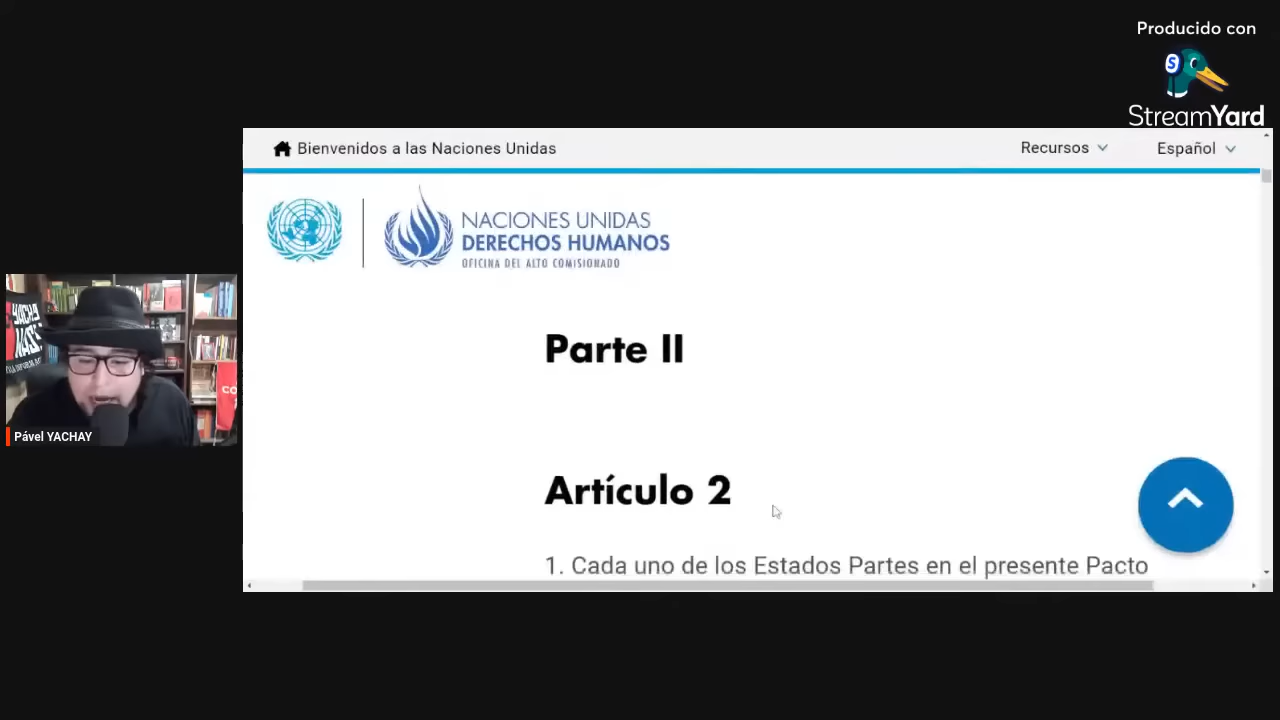 Producido con
StreamYard
Bienvenidos a las Naciones Unidas
Recursos
Español
NACIONES UNIDAS
DERECHOS HUMANOS
OFICINA DEL ALTO COMISIONADO
Parte II
Artículo 2
1. Cada uno de los Estados Partes en el presente Pacto
YACHAY
Pável YACHAY